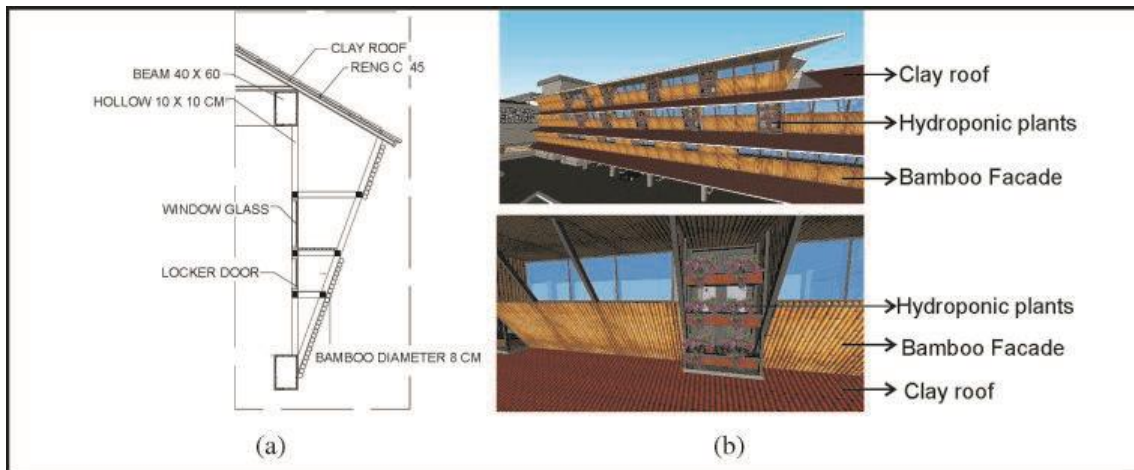 CLAY ROOF
RENG C 45
BEAM 40 X 60
HOLLOW 10 X 10 CM
WINDOW GLASS
LOCKER DOOR
BAMBOO DIAMETER 8 CM
(a)
Clay roof
Hydroponic plants
Bamboo Facade
Hydroponic plants
Bamboo Facade
Clay roof
(b)